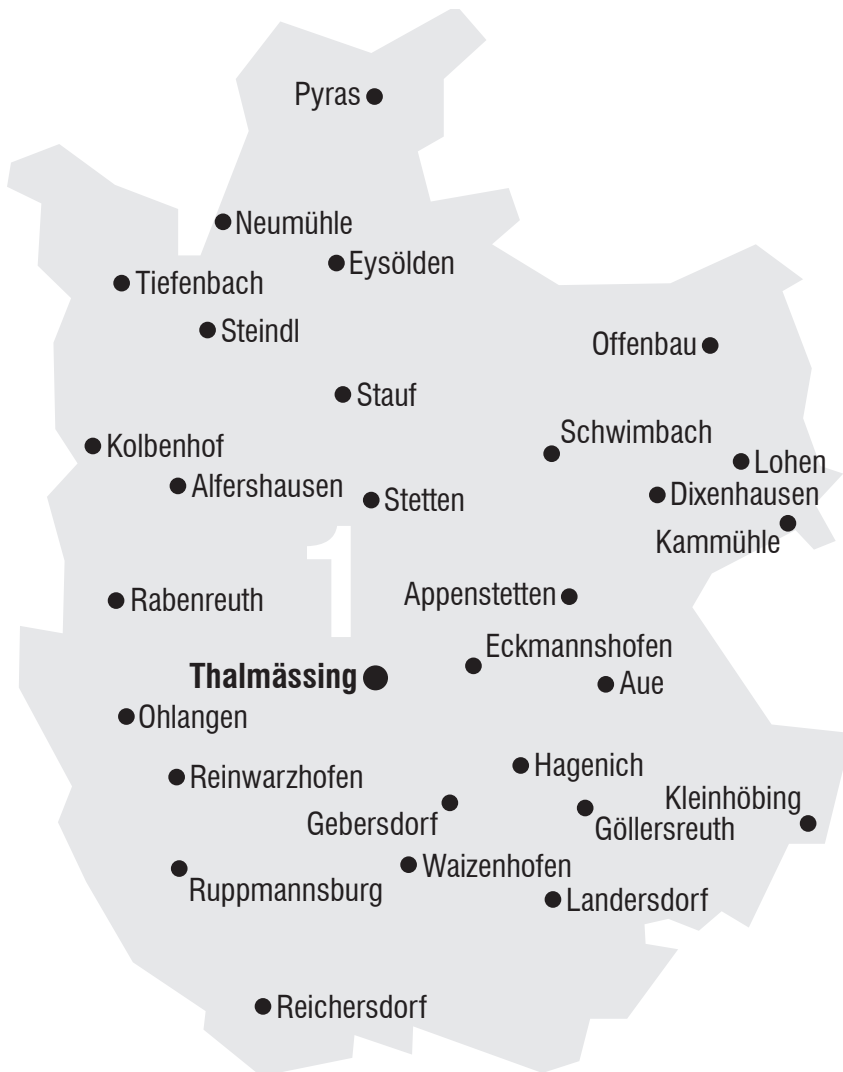 Pyras
Neumühle
Eysölden
Tiefenbach
Steindl
Offenbau
Stauf
Schwimbach
Kolbenhof
Lohen
Alfershausen
Dixenhausen
Stetten
Kammühle
1
Rabenreuth
Appenstetten
Eckmannshofen
Thalmässing
Aue
Ohlangen
Hagenich
Reinwarzhofen
Kleinhöbing
Gebersdorf
Göllersreuth
Waizenhofen
Ruppmannsburg
Landersdorf
Reichersdorf